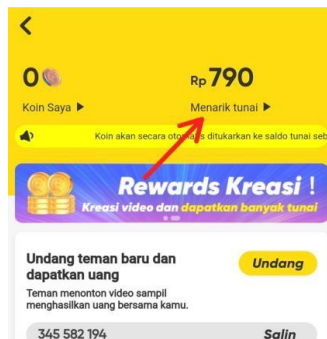 0
Rp 790
Koin Saya ▶
Menarik tunai ▶
Koin akan secara otomatis ditukarkan ke saldo tunai seb
Rewards Kreasi !
Kreasi video dan dapatkan banyak tunai
Undang teman baru dan
dapatkan uang
Undang
Teman menonton video sampil
menghasilkan uang bersama kamu.
345 582 194
Salin